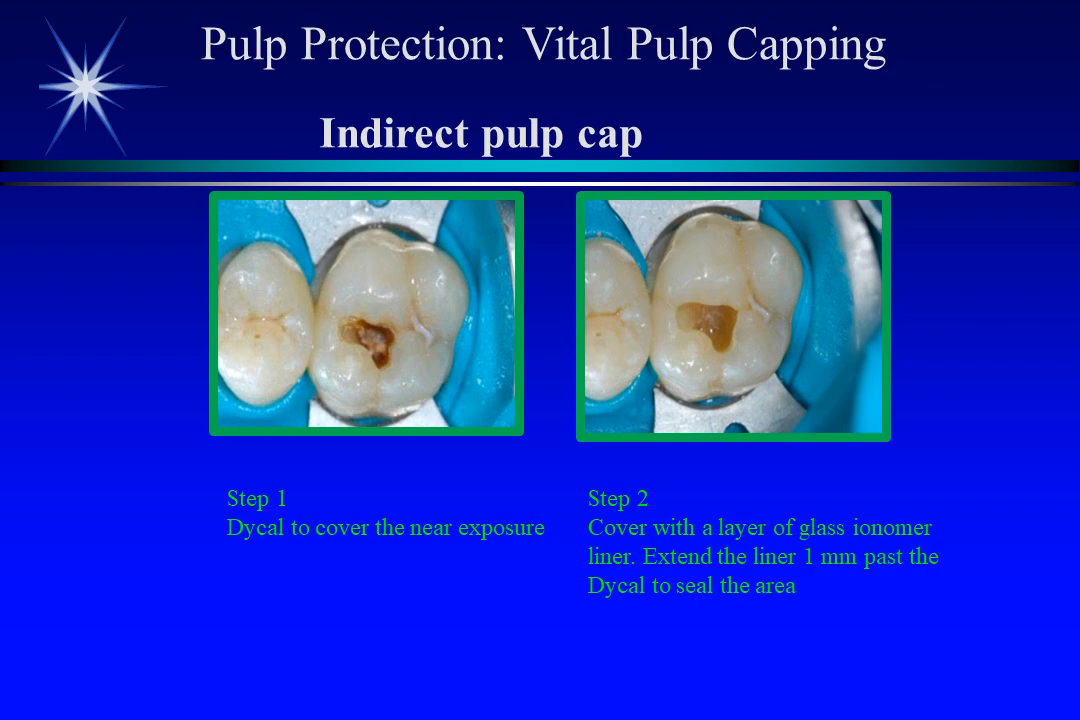 Pulp Protection: Vital Pulp Capping
Indirect pulp cap
Step 1
Dycal to cover the near exposure
Step 2
Cover with a layer of glass ionomer
liner. Extend the liner 1 mm past the
Dycal to seal the area